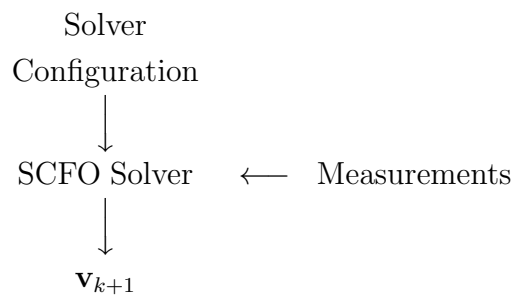 Solver
Configuration
SCFO Solver ← Measurements
v_{k+1}